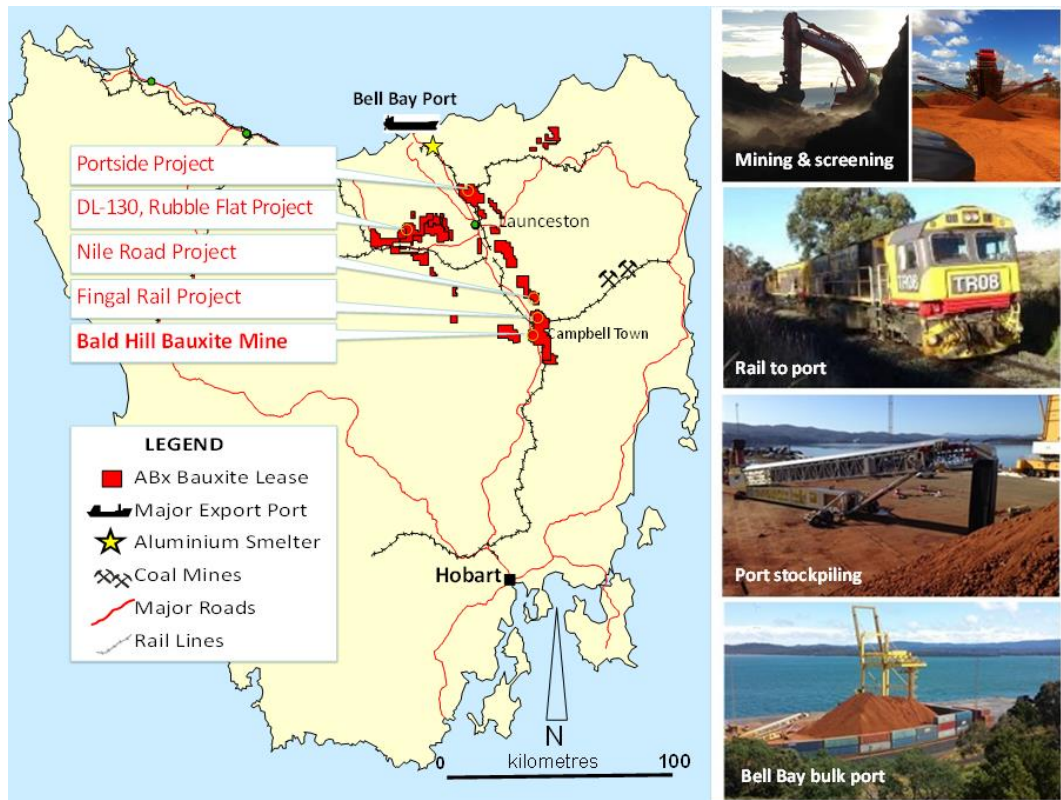 Bell Bay Port
Portside Project
DL-130, Rubble Flat Project
Nile Road Project
Fingal Rail Project
Bald Hill Bauxite Mine
Launceston
Campbell Town
LEGEND
ABx Bauxite Lease
Major Export Port
Aluminium Smelter
Coal Mines
Major Roads
Rail Lines
Hobart
N
0 kilometres 100
Mining & screening
TR08
Rail to port
Port stockpiling
Bell Bay bulk port